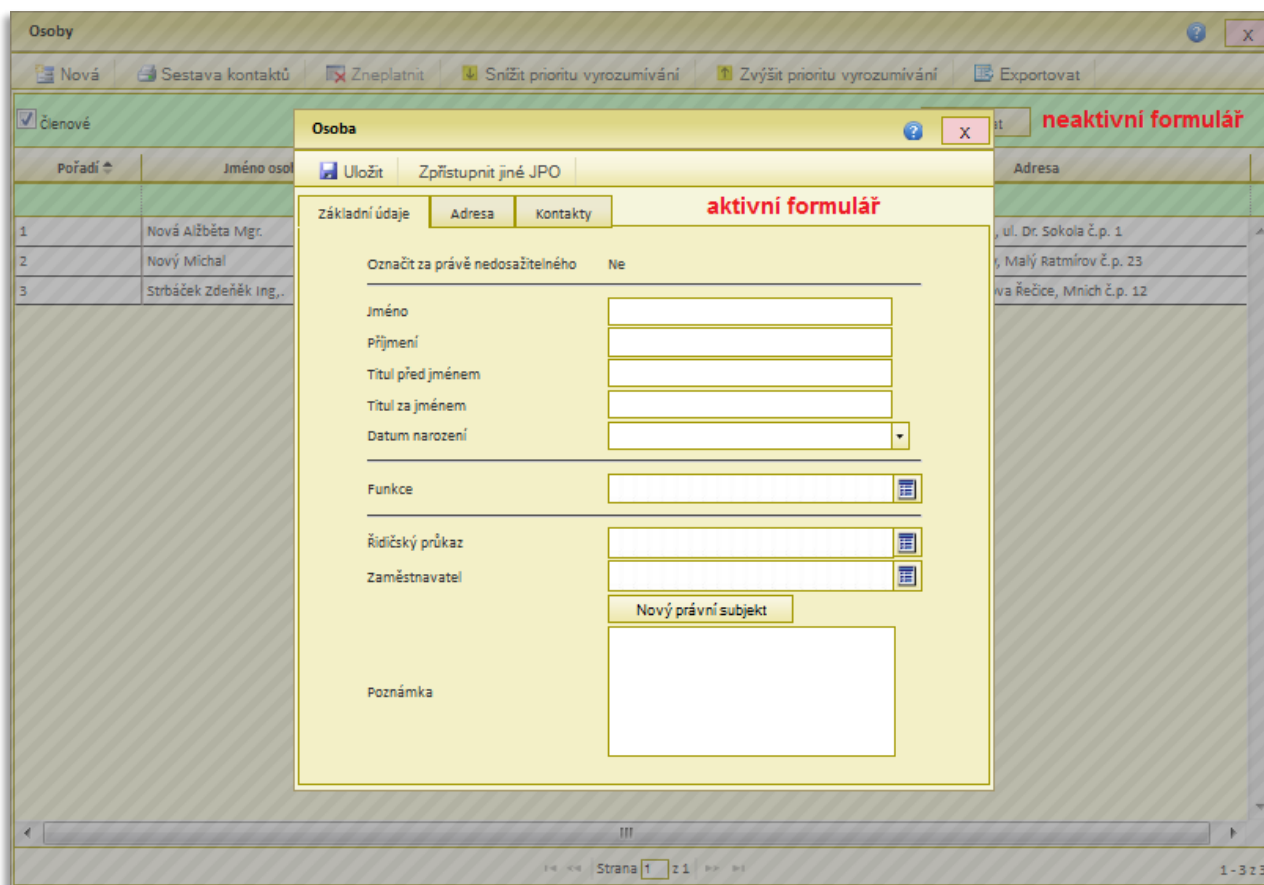 Osoby
X
Nová Sestava kontaktů Zneplatnit Snížit prioritu vyrozumívání Zvýšit prioritu vyrozumívání Exportovat
členové
neaktivní formulář
Pořadí Jméno Adresa
1 Nová Alžběta Mgr. , ul. Dr. Sokola č.p. 1
2 Nový Michal , Malý Ratmírov č.p. 23
3 Strbáček Zdeňěk Ing,. Řečice, Mnich č.p. 12
Osoba
X
Uložit Zpřístupnit jiné JPO
Základní údaje Adresa Kontakty
aktivní formulář
Označit za právě nedosažitelného Ne
Jméno
Příjmení
Titul před jménem
Titul za jménem
Datum narození
Funkce
Řidičský průkaz
Zaměstnavatel
Nový právní subjekt
Poznámka
Strana 1 z 1
1 - 3 z 3